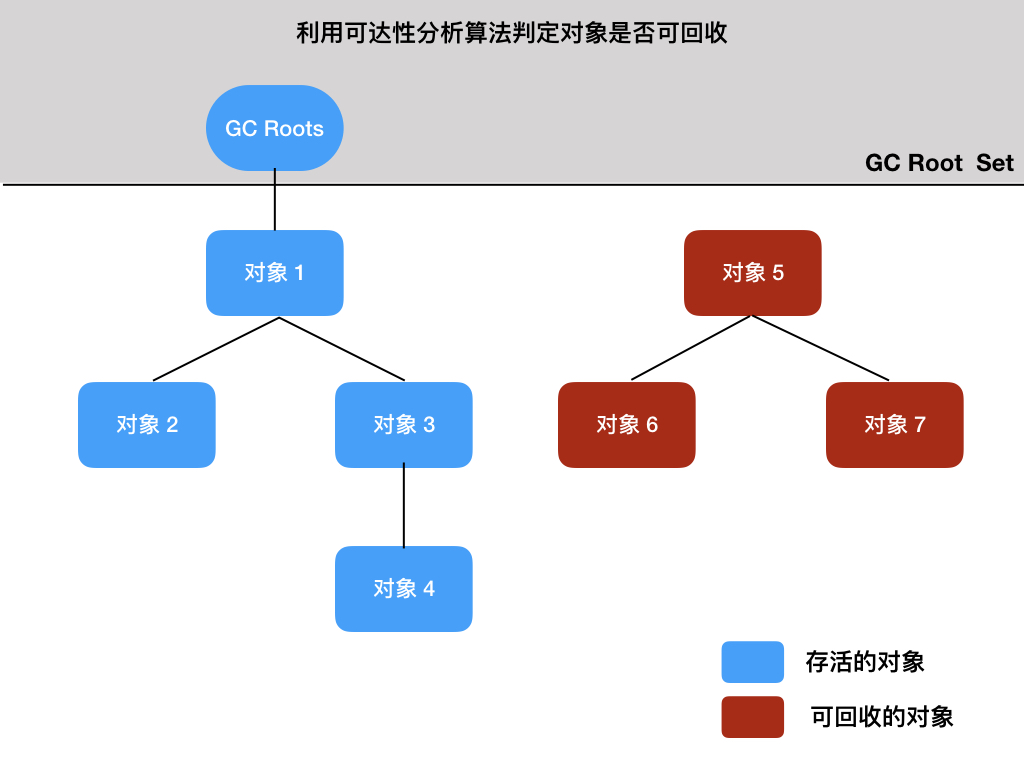 利用可达性分析算法判定对象是否可回收
GC Roots
GC Root Set
对象 1
对象 5
对象 2
对象 3
对象 6
对象 7
对象 4
存活的对象
可回收的对象